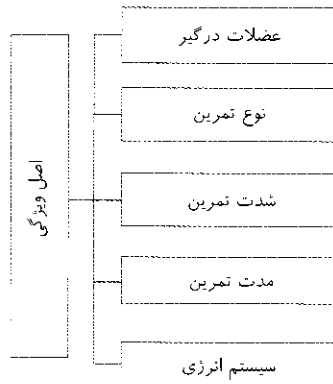 اصل ویژگی
عضلات درگیر
نوع تمرین
شدت تمرین
مدت تمرین
سیستم انرژی